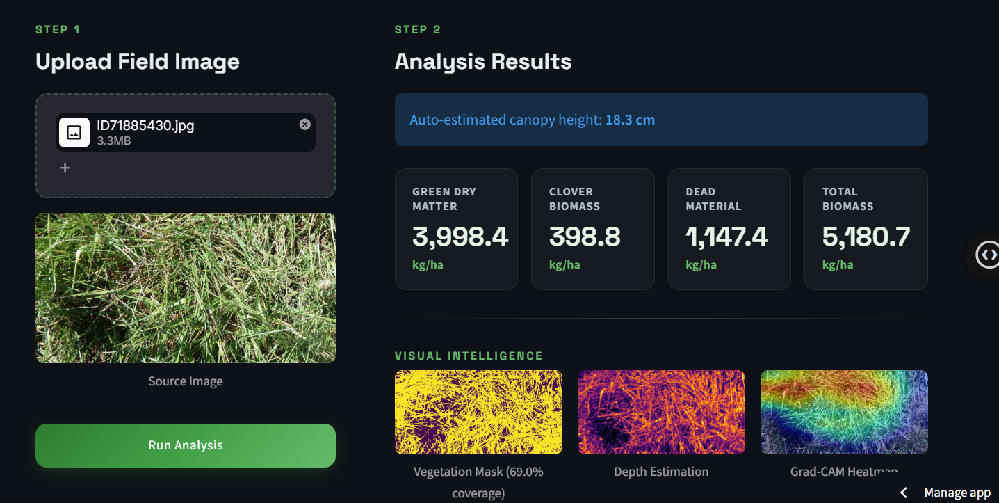 STEP 1
Upload Field Image
ID71885430.jpg
3.3MB
+
Source Image
Run Analysis
STEP 2
Analysis Results
Auto-estimated canopy height: 18.3 cm
GREEN DRY
MATTER
3,998.4
kg/ha
CLOVER
BIOMASS
398.8
kg/ha
DEAD
MATERIAL
1,147.4
kg/ha
TOTAL
BIOMASS
5,180.7
kg/ha
VISUAL INTELLIGENCE
Vegetation Mask (69.0%
coverage)
Depth Estimation
Grad-CAM Heatmap
Manage app